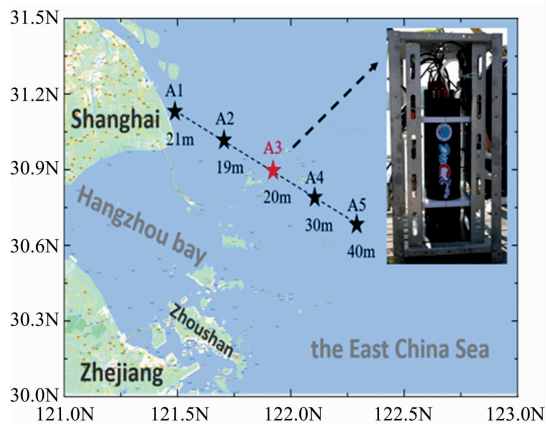 31.5N
31.2N
30.9N
30.6N
30.3N
30.0N
A1
A2
Shanghai
21m
A3
19m
A4
20m
A5
30m
40m
Hangzhou bay
Zhoushan
the East China Sea
Zhejiang
121.0N
121.5N
122.0N
122.5N
123.0N